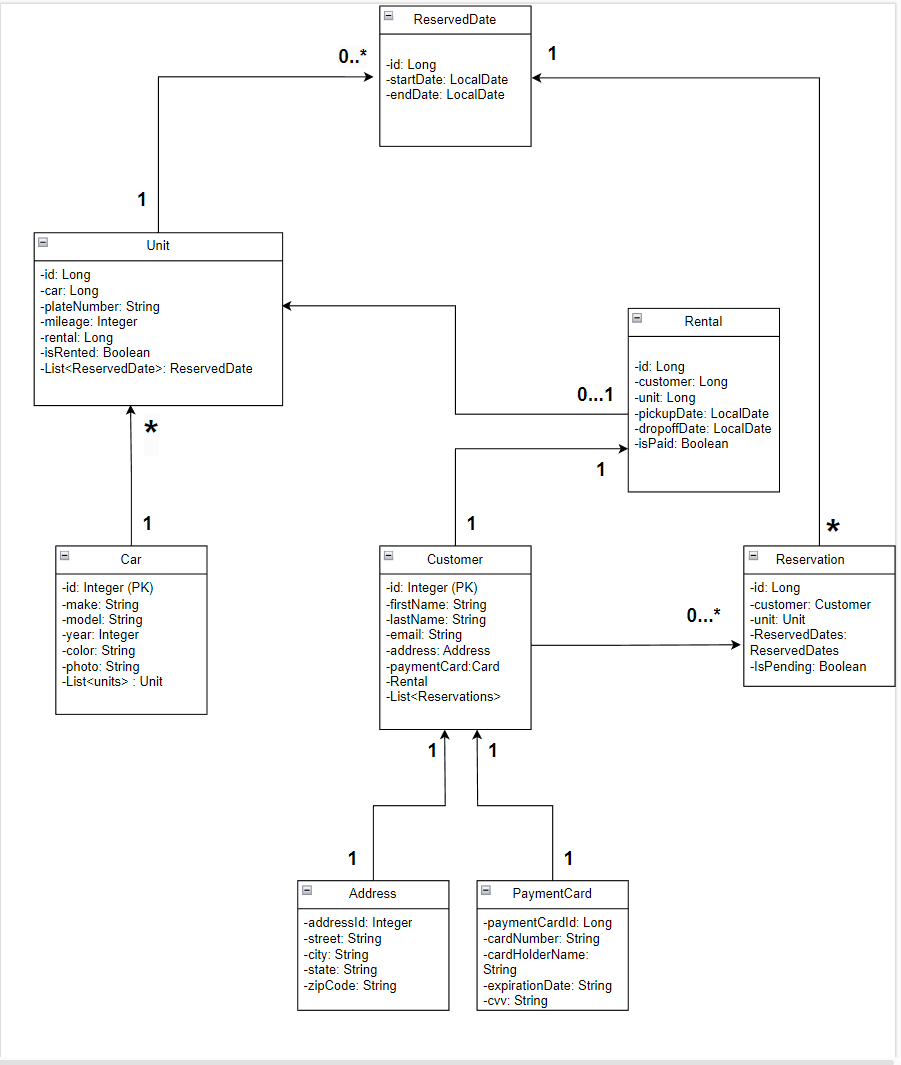 ReservedDate
-id: Long
-startDate: LocalDate
-endDate: LocalDate
0..*
1
1
Unit
-id: Long
-car: Long
-plateNumber: String
-mileage: Integer
-rental: Long
-isRented: Boolean
-List<ReservedDate>: ReservedDate
Rental
-id: Long
-customer: Long
-unit: Long
-pickupDate: LocalDate
-dropoffDate: LocalDate
-isPaid: Boolean
0...1
1
*
1
1
*
Car
-id: Integer (PK)
-make: String
-model: String
-year: Integer
-color: String
-photo: String
-List<units> : Unit
Customer
-id: Integer (PK)
-firstName: String
-lastName: String
-email: String
-address: Address
-paymentCard:Card
-Rental
-List<Reservations>
0...*
Reservation
-id: Long
-customer: Customer
-unit: Unit
-ReservedDates:
ReservedDates
-IsPending: Boolean
1
1
1
1
Address
-addressId: Integer
-street: String
-city: String
-state: String
-zipCode: String
PaymentCard
-paymentCardId: Long
-cardNumber: String
-cardHolderName:
String
-expirationDate: String
-cvv: String